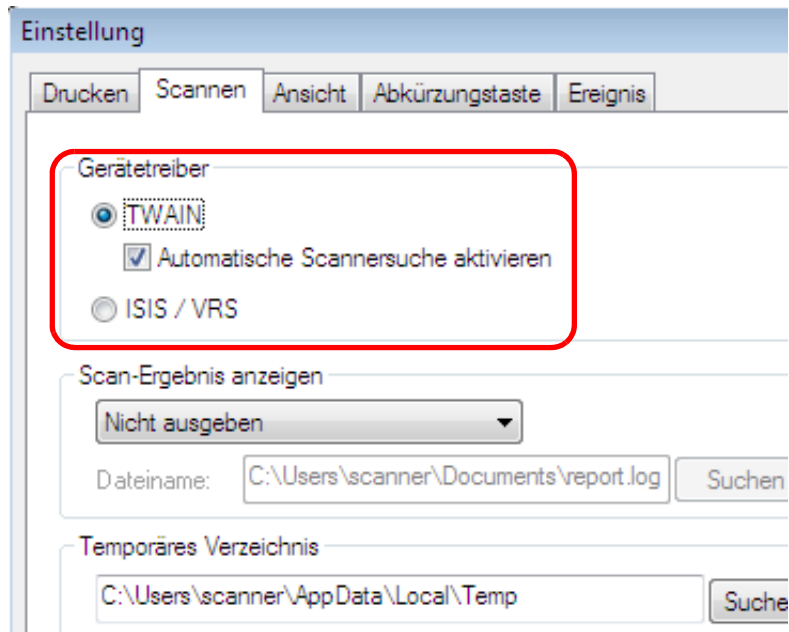 Einstellung
Drucken Scannen Ansicht Abkürzungstaste Ereignis
Gerätetreiber
TWAIN
Automatische Scannersuche aktivieren
ISIS / VRS
Scan-Ergebnis anzeigen
Nicht ausgeben
Dateiname: C:\Users\scanner\Documents\report.log Suchen
Temporäres Verzeichnis
C:\Users\scanner\AppData\Local\Temp Suche